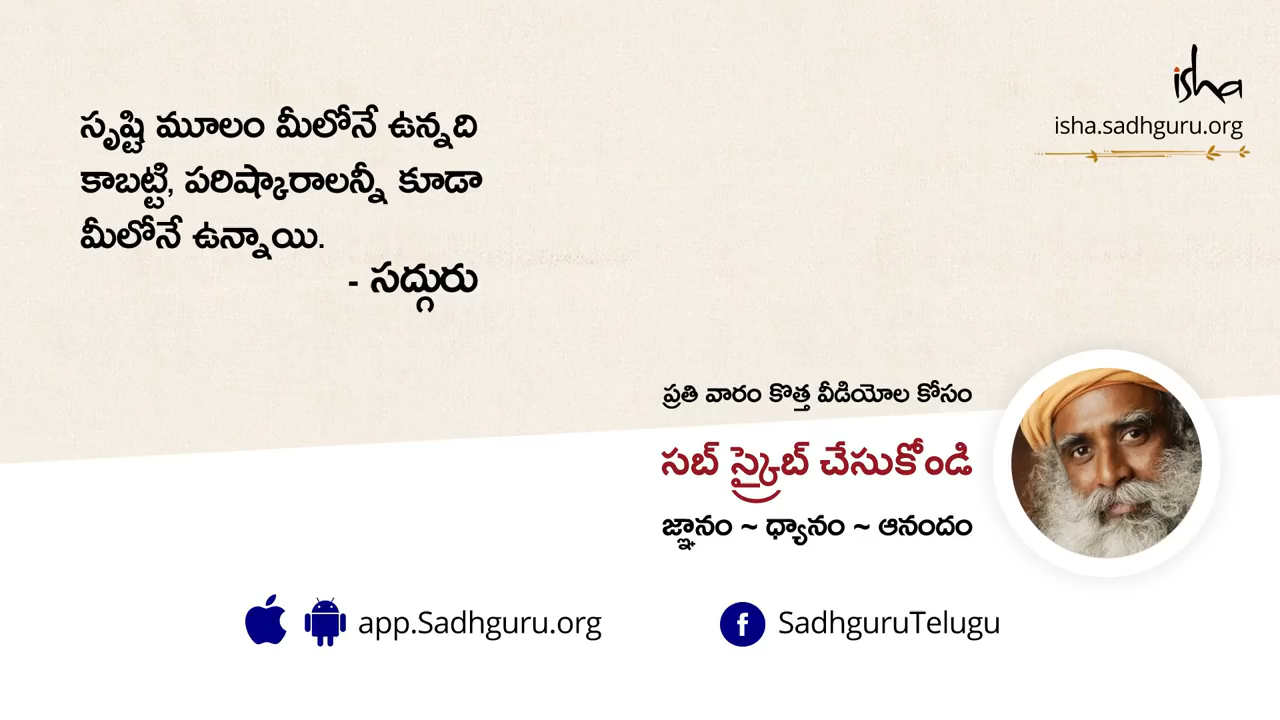 సృష్టి మూలం మీలోనే ఉన్నది
కాబట్టి, పరిష్కారాలన్నీ కూడా
మీలోనే ఉన్నాయి.
- సద్గురు
isha
isha.sadhguru.org
ప్రతి వారం కొత్త వీడియోల కోసం
సబ్ స్క్రైబ్ చేసుకోండి
జ్ఞానం ~ ధ్యానం ~ ఆనందం
app.Sadhguru.org
f SadhguruTelugu